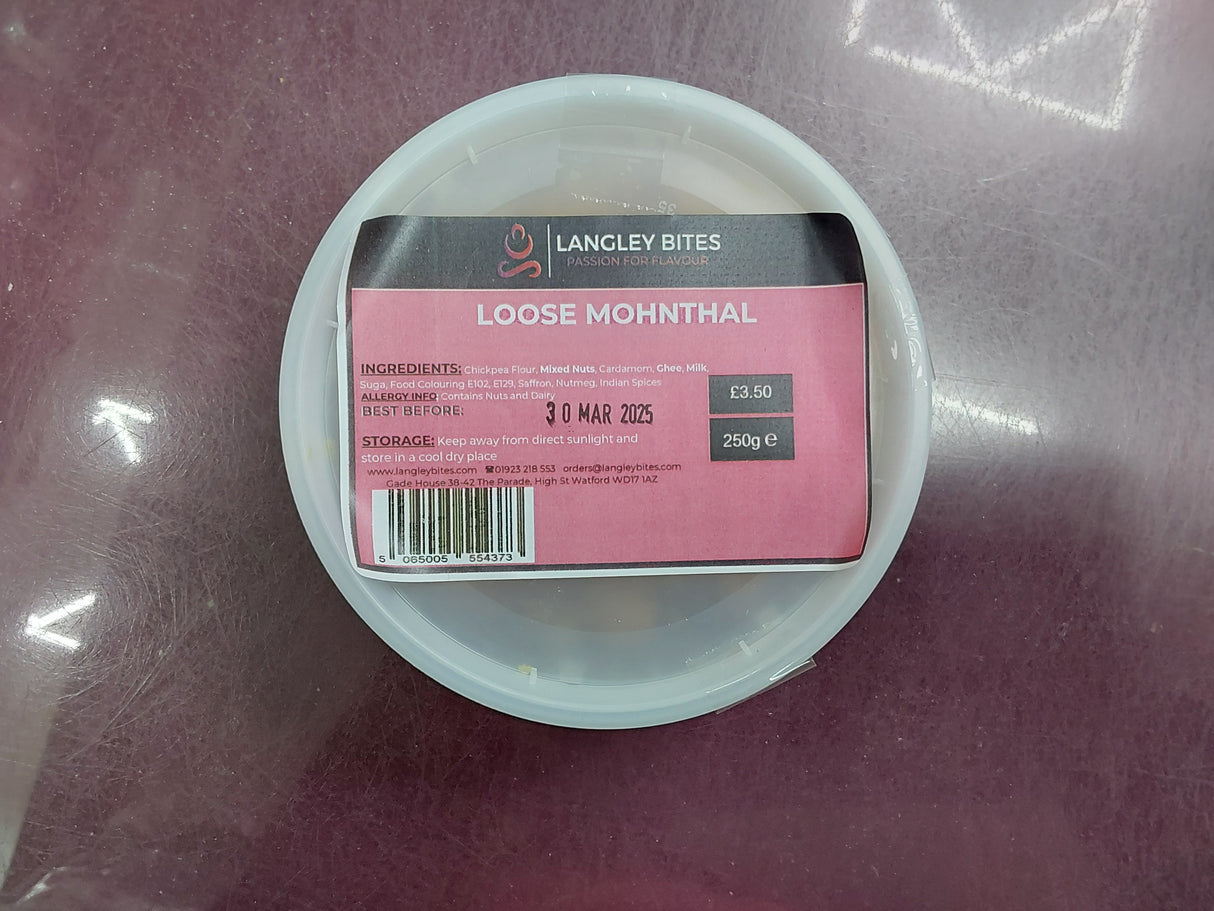 LANGLEY BITES
PASSION FOR FLAVOUR
LOOSE MOHNTHAL
INGREDIENTS: Chickpea Flour, Mixed Nuts, Cardamom, Ghee, Milk,
Suga, Food Colouring E102, E129, Saffron, Nutmeg, Indian Spices
ALLERGY INFO: Contains Nuts and Dairy
BEST BEFORE: 30 MAR 2025
£3.50
250g ℮
STORAGE: Keep away from direct sunlight and
store in a cool dry place
www.langleybites.com ☎01923 218 553 orders@langleybites.com
Gade House 38-42 The Parade, High St Watford WD17 1AZ
5 065005 554373